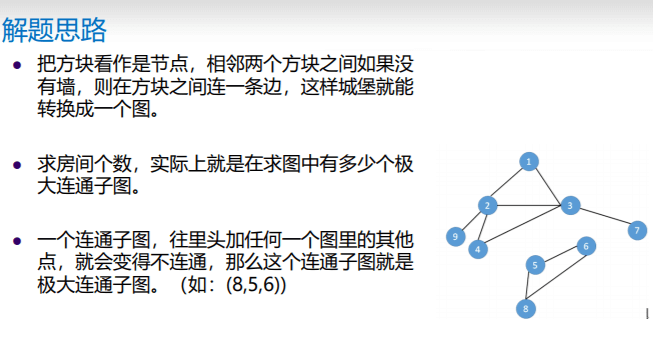 解题思路
● 把方块看作是节点，相邻两个方块之间如果没
有墙，则在方块之间连一条边，这样城堡就能
转换成一个图。
● 求房间个数，实际上就是在求图中有多少个极
大连通子图。
● 一个连通子图，往里头加任何一个图里的其他
点，就会变得不连通，那么这个连通子图就是
极大连通子图。（如：(8,5,6)）
1
2
3
9
4
7
6
5
8